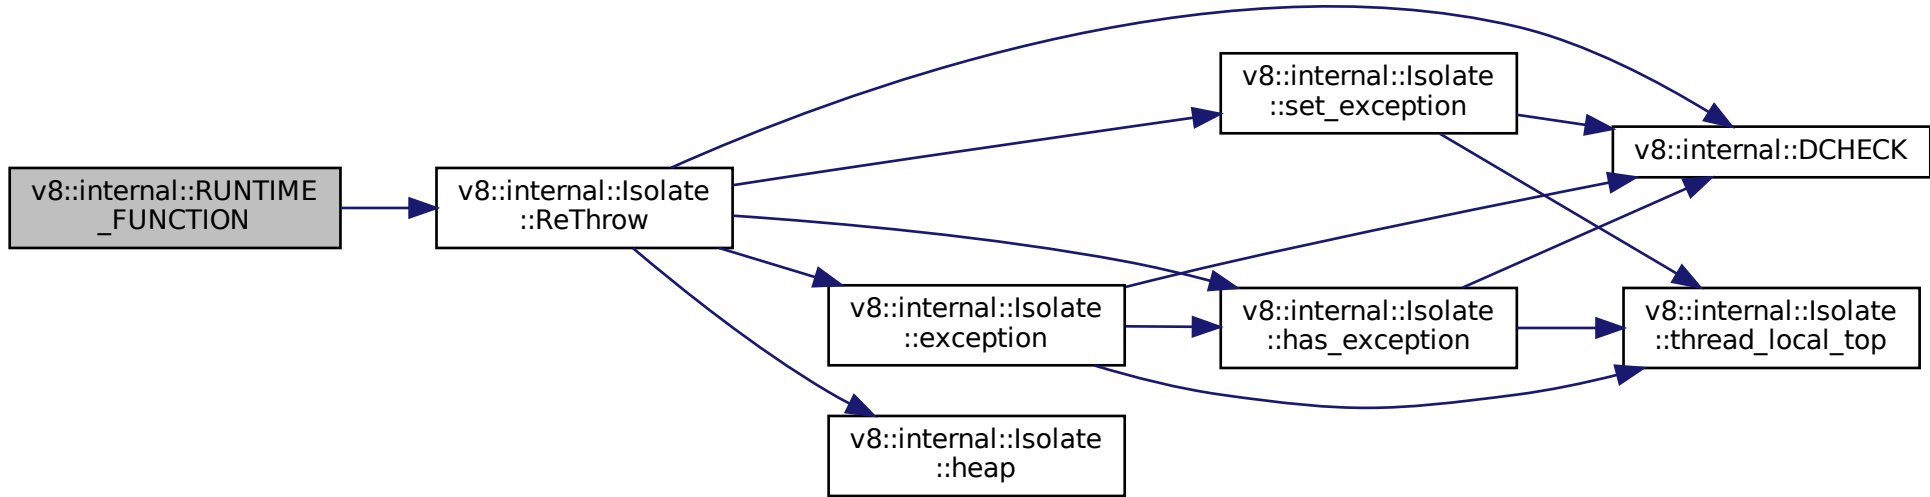 v8::internal::RUNTIME
_FUNCTION
v8::internal::Isolate
::ReThrow
v8::internal::Isolate
::set_exception
v8::internal::DCHECK
v8::internal::Isolate
::exception
v8::internal::Isolate
::has_exception
v8::internal::Isolate
::thread_local_top
v8::internal::Isolate
::heap